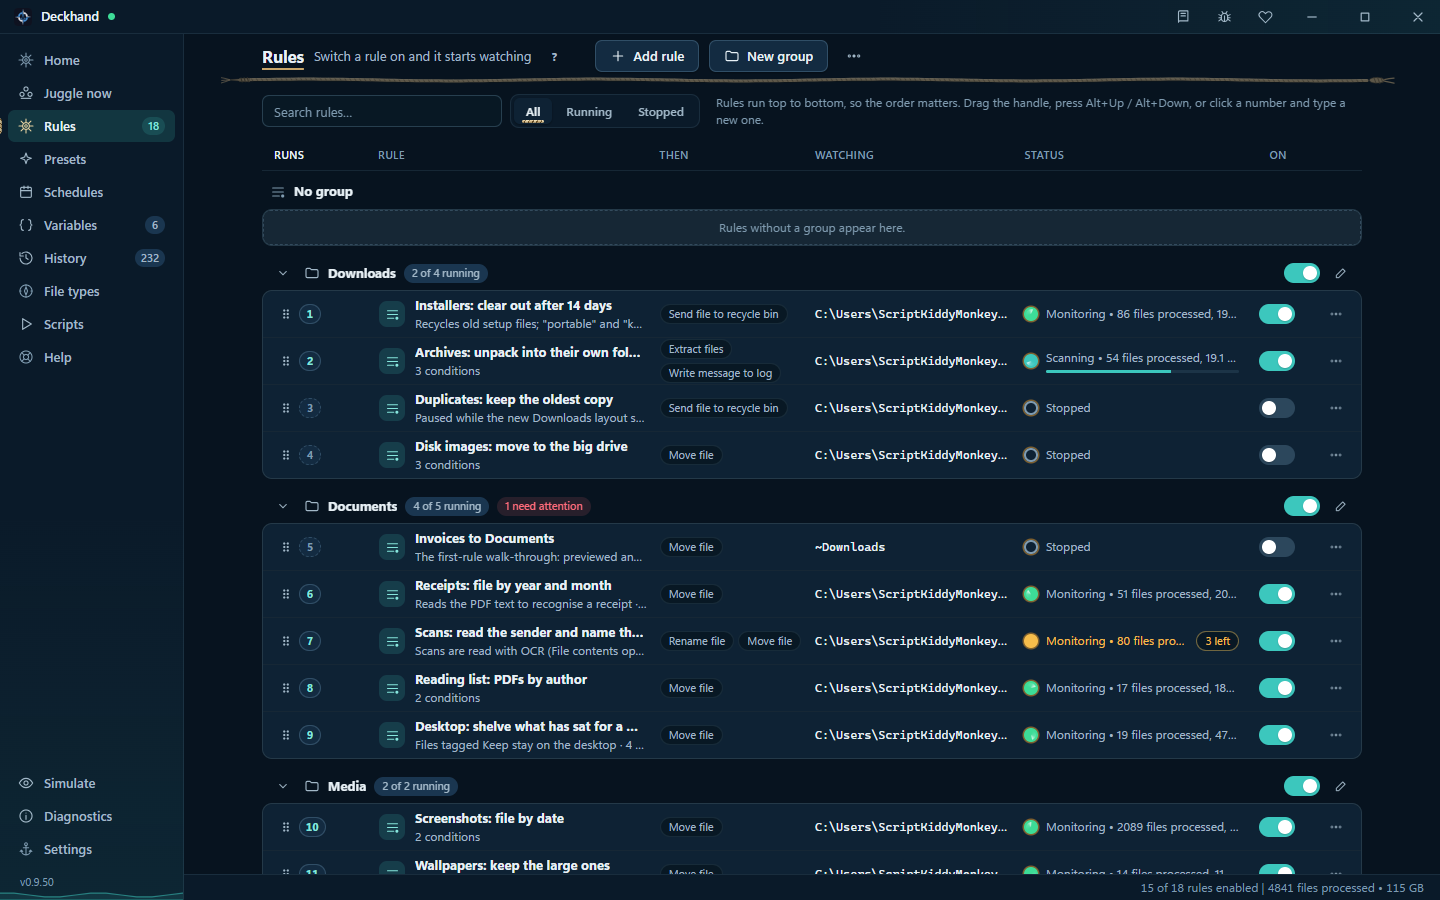 Deckhand
Home
Juggle now
Rules 18
Presets
Schedules
Variables 6
History 232
File types
Scripts
Help
Simulate
Diagnostics
Settings
v0.9.50
Rules Switch a rule on and it starts watching ? Add rule New group
Search rules... All Running Stopped
Rules run top to bottom, so the order matters. Drag the handle, press Alt+Up / Alt+Down, or click a number and type a
new one.
RUNS RULE THEN WATCHING STATUS ON
No group
Rules without a group appear here.
Downloads 2 of 4 running
1 Installers: clear out after 14 days Send file to recycle bin C:\Users\ScriptKiddyMonkey... Monitoring • 86 files processed, 19...
Recycles old setup files; "portable" and "k...
2 Archives: unpack into their own fol... Extract files C:\Users\ScriptKiddyMonkey... Scanning • 54 files processed, 19.1 ...
3 conditions Write message to log
3 Duplicates: keep the oldest copy Send file to recycle bin C:\Users\ScriptKiddyMonkey... Stopped
Paused while the new Downloads layout s...
4 Disk images: move to the big drive Move file C:\Users\ScriptKiddyMonkey... Stopped
3 conditions
Documents 4 of 5 running 1 need attention
5 Invoices to Documents Move file ~Downloads Stopped
The first-rule walk-through: previewed an...
6 Receipts: file by year and month Move file C:\Users\ScriptKiddyMonkey... Monitoring • 51 files processed, 20...
Reads the PDF text to recognise a receipt ·...
7 Scans: read the sender and name th... Rename file Move file C:\Users\ScriptKiddyMonkey... Monitoring • 80 files pro... 3 left
Scans are read with OCR (File contents op...
8 Reading list: PDFs by author Move file C:\Users\ScriptKiddyMonkey... Monitoring • 17 files processed, 18...
2 conditions
9 Desktop: shelve what has sat for a ... Move file C:\Users\ScriptKiddyMonkey... Monitoring • 19 files processed, 47...
Files tagged Keep stay on the desktop · 4 ...
Media 2 of 2 running
10 Screenshots: file by date Move file C:\Users\ScriptKiddyMonkey... Monitoring • 2089 files processed, ...
2 conditions
11 Wallpapers: keep the large ones Move file C:\Users\ScriptKiddyMonkey... Monitoring • 14 files processed, 11...
15 of 18 rules enabled | 4841 files processed • 115 GB